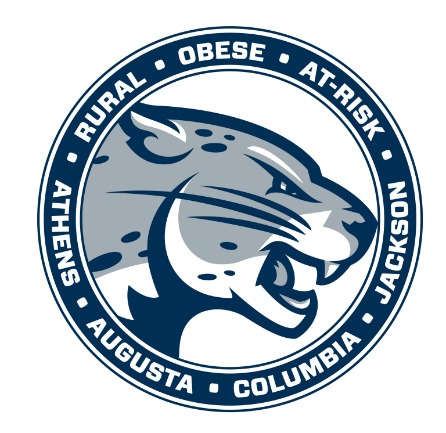 RURAL • OBESE • AT-RISK
ATHENS • AUGUSTA • COLUMBIA • JACKSON